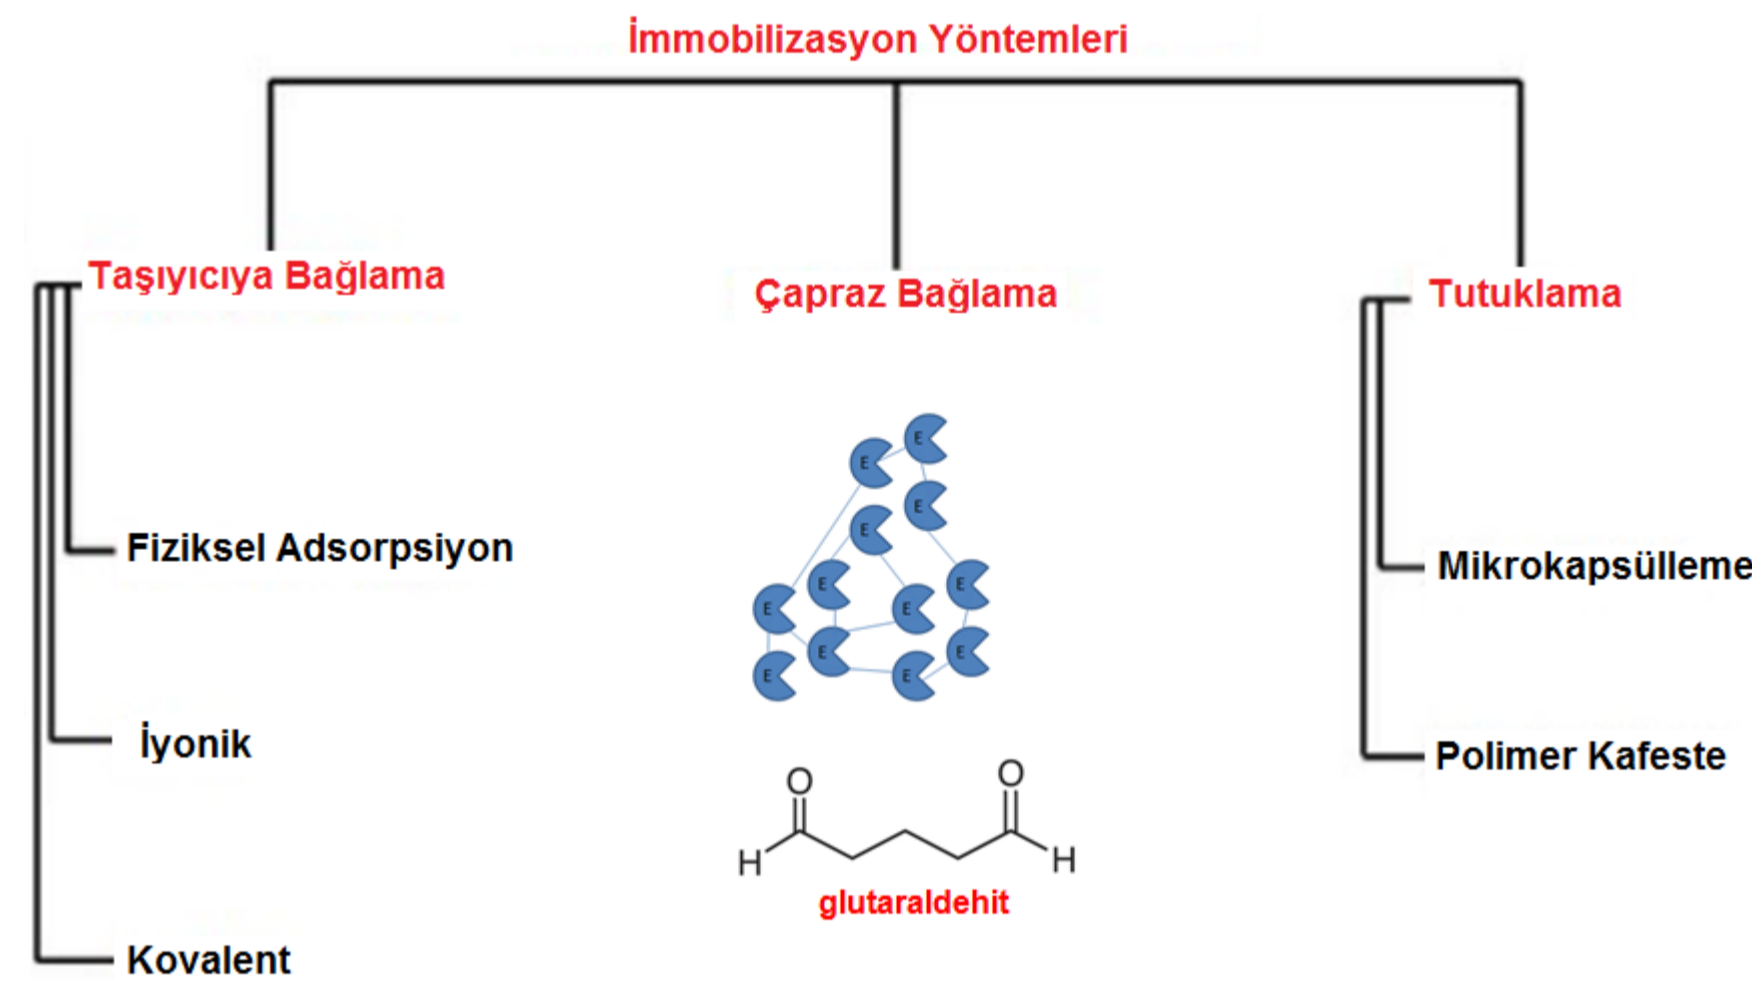 İmmobilizasyon Yöntemleri
Taşıyıcıya Bağlama
Çapraz Bağlama
Tutuklama
Fiziksel Adsorpsiyon
İyonik
Kovalent
E
E
E
E
E
E
E
E
E
E
E
E
O
O
H
H
glutaraldehit
Mikrokapsülleme
Polimer Kafeste